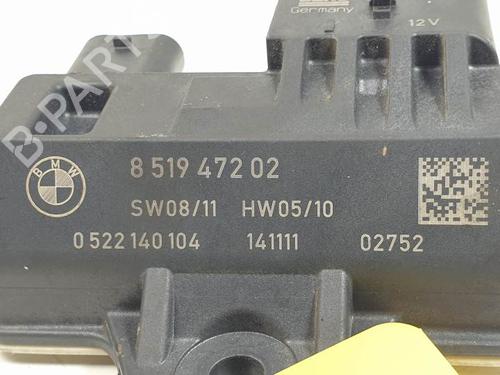 Germany
12V
B-PARTS
BMW
8 519 472 02
SW08/11 HW05/10
0 522 140 104 141111 02752